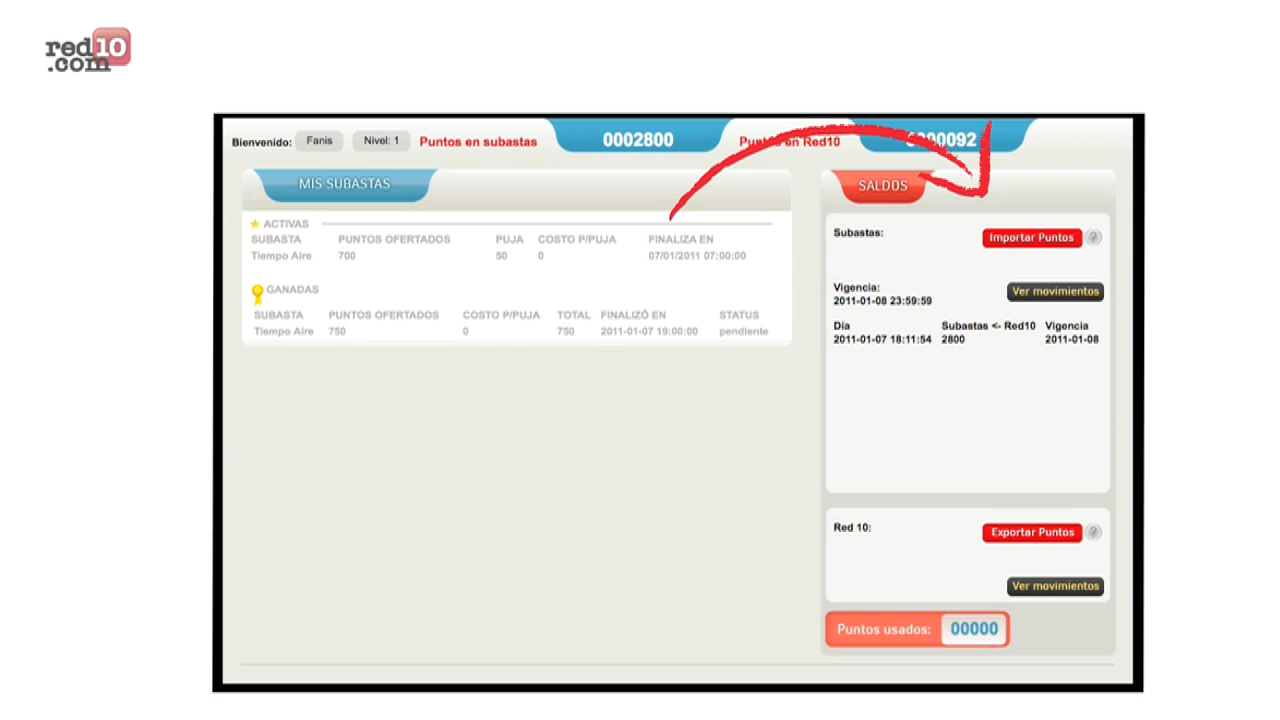 red10
.com
Bienvenido: Fanis Nivel: 1 Puntos en subastas 0002800 Puntos en Red10 0000092
MIS SUBASTAS
ACTIVAS
SUBASTA PUNTOS OFERTADOS PUJA COSTO P/PUJA FINALIZA EN
Tiempo Aire 700 50 0 07/01/2011 07:00:00
GANADAS
SUBASTA PUNTOS OFERTADOS COSTO P/PUJA TOTAL FINALIZÓ EN STATUS
Tiempo Aire 750 0 750 2011-01-07 19:00:00 pendiente
SALDOS
Subastas: Importar Puntos ?
Vigencia:
2011-01-08 23:59:59 Ver movimientos
Día Subastas <- Red10 Vigencia
2011-01-07 18:11:54 2800 2011-01-08
Red 10: Exportar Puntos ?
Ver movimientos
Puntos usados: 00000